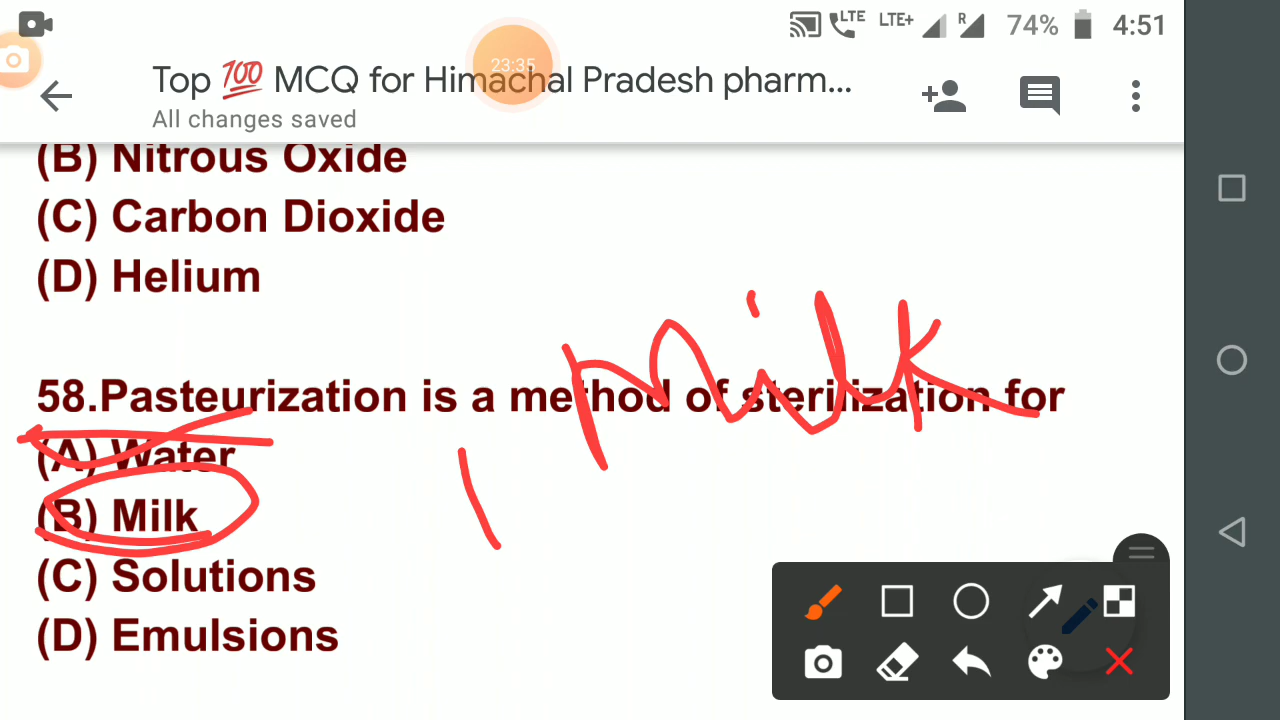 LTE LTE+ R 74% 4:51
23:35
Top 💯 MCQ for Himachal Pradesh pharm...
All changes saved
(B) Nitrous Oxide
(C) Carbon Dioxide
(D) Helium
Milk
58.Pasteurization is a method of sterilization for
(A) Water
(B) Milk
(C) Solutions
(D) Emulsions